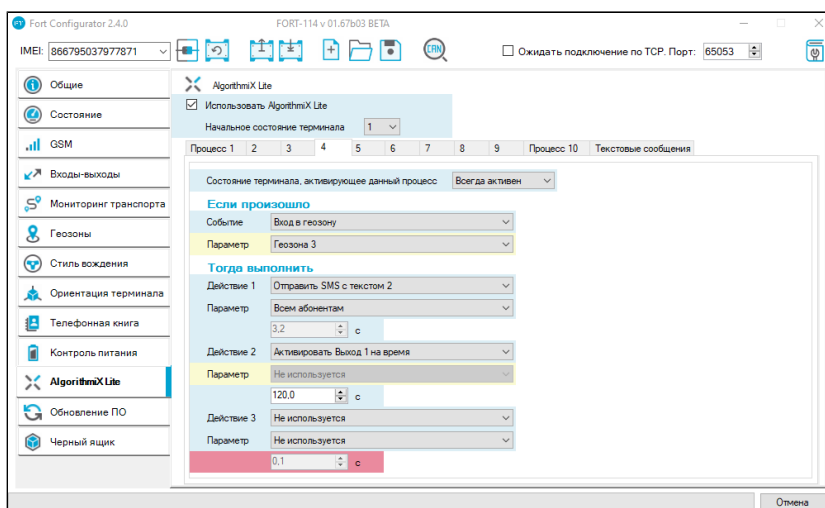 FT Fort Configurator 2.4.0 FORT-114 v 01.67b03 BETA
IMEI: 866795037977871 CAN Ожидать подключение по TCP. Порт: 65053
Общие
Состояние
GSM
Входы-выходы
Мониторинг транспорта
Геозоны
Стиль вождения
Ориентация терминала
Телефонная книга
Контроль питания
AlgorithmiX Lite
Обновление ПО
Черный ящик
AlgorithmiX Lite
Использовать AlgorithmiX Lite
Начальное состояние терминала 1
Процесс 1 2 3 4 5 6 7 8 9 Процесс 10 Текстовые сообщения
Состояние терминала, активирующее данный процесс Всегда активен
Если произошло
Событие Вход в геозону
Параметр Геозона 3
Тогда выполнить
Действие 1 Отправить SMS с текстом 2
Параметр Всем абонентам
3,2 с
Действие 2 Активировать Выход 1 на время
Параметр Не используется
120,0 с
Действие 3 Не используется
Параметр Не используется
0,1 с
Отмена